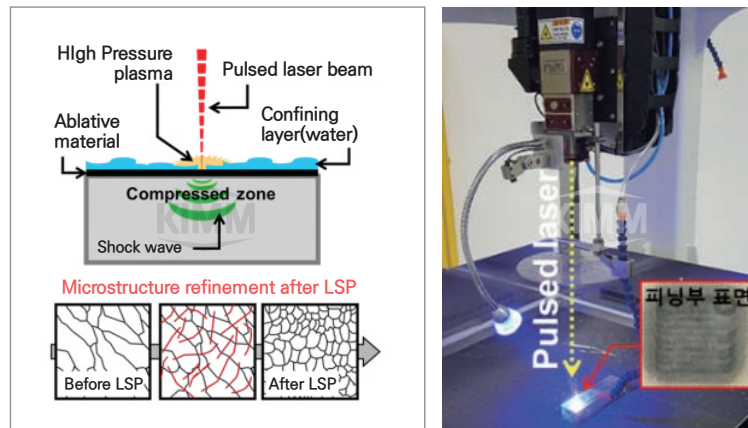 HIgh Pressure
plasma
Pulsed laser beam
Ablative
material
Confining
layer(water)
Compressed zone
KIMM
Shock wave
Microstructure refinement after LSP
Before LSP
After LSP
Pulsed laser
KIMM
피닝부 표면